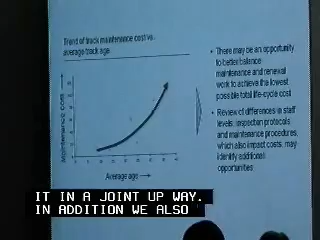 Trend of track maintenance cost vs.
average track age
Maintenance cost
Average age
• There may be an opportunity
to better balance
maintenance and renewal
work to achieve the lowest
possible total life-cycle cost
• Review of differences in staff
levels, inspection protocols
and maintenance procedures,
which also impact costs, may
identify additional
opportunities
IT IN A JOINT UP WAY.
IN ADDITION WE ALSO